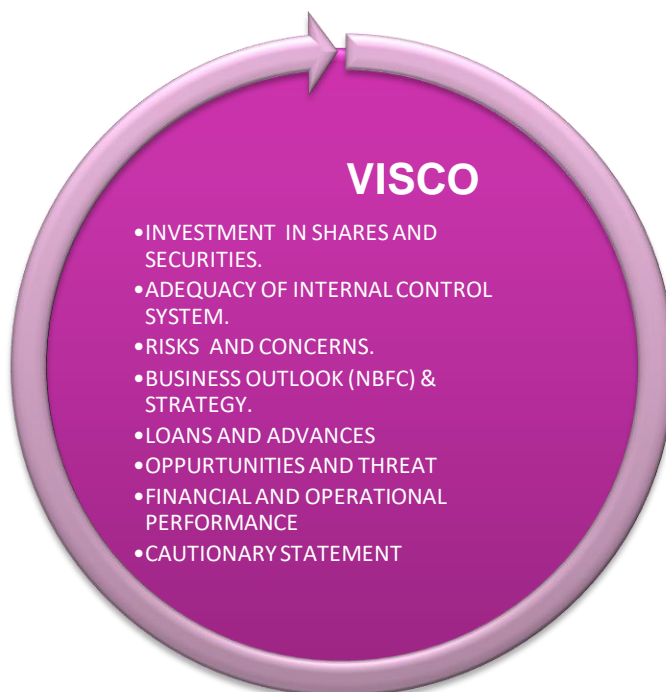 VISCO
•INVESTMENT IN SHARES AND
SECURITIES.
•ADEQUACY OF INTERNAL CONTROL
SYSTEM.
•RISKS AND CONCERNS.
•BUSINESS OUTLOOK (NBFC) &
STRATEGY.
•LOANS AND ADVANCES
•OPPURTUNITIES AND THREAT
•FINANCIAL AND OPERATIONAL
PERFORMANCE
•CAUTIONARY STATEMENT